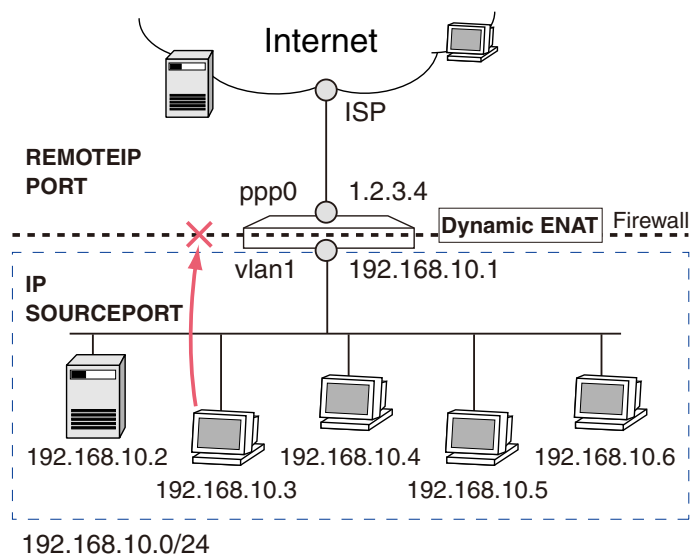 Internet
ISP
REMOTEIP
PORT
ppp0
1.2.3.4
Dynamic ENAT
Firewall
vlan1
192.168.10.1
IP
SOURCEPORT
192.168.10.2
192.168.10.3
192.168.10.4
192.168.10.5
192.168.10.6
192.168.10.0/24